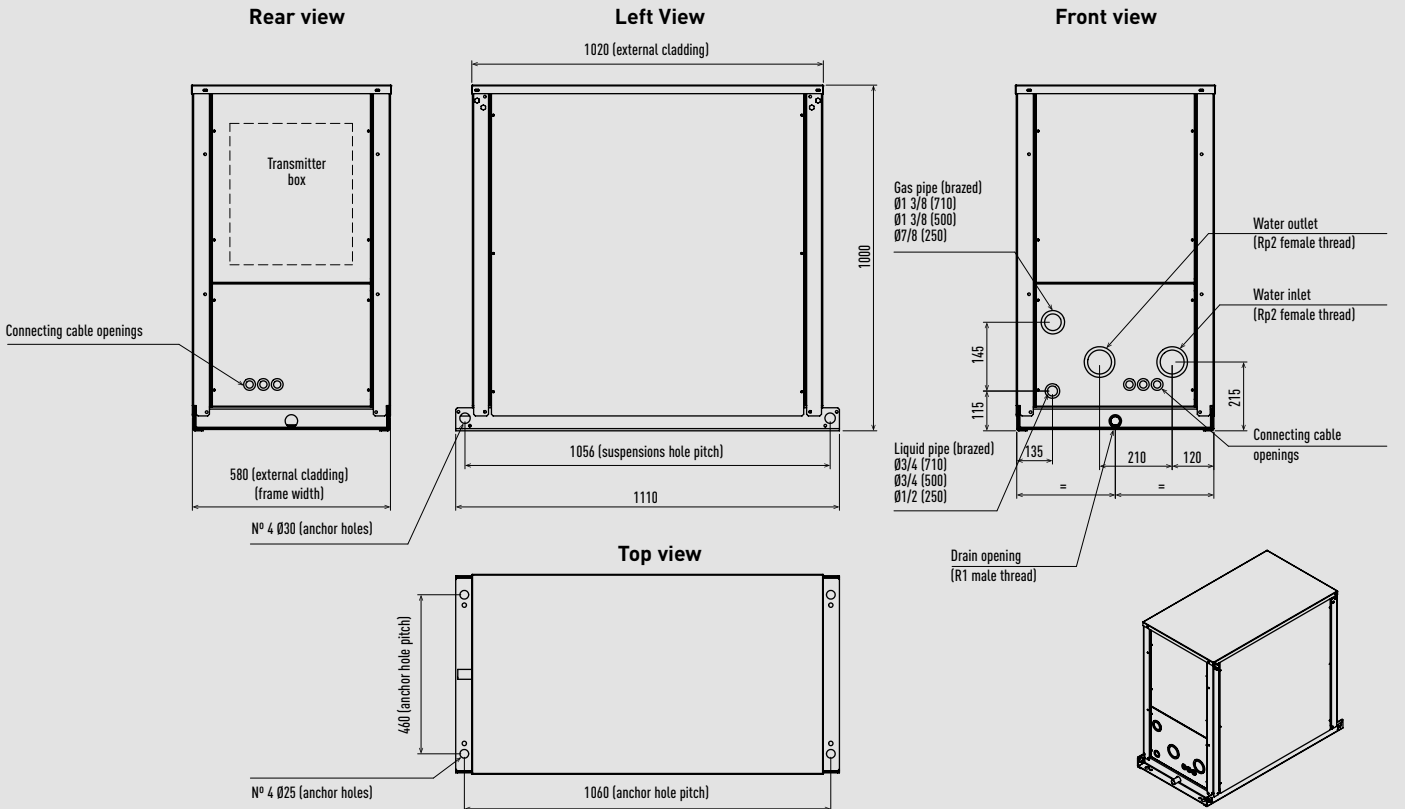 Rear view
Left View
Front view
1020 (external cladding)
Transmitter
box
Connecting cable openings
580 (external cladding)
(frame width)
Nº 4 Ø30 (anchor holes)
1000
1056 (suspensions hole pitch)
1110
Gas pipe (brazed)
Ø1 3/8 (710)
Ø1 3/8 (500)
Ø7/8 (250)
Water outlet
(Rp2 female thread)
Water inlet
(Rp2 female thread)
145
115
215
135
210
120
=
=
Liquid pipe (brazed)
Ø3/4 (710)
Ø3/4 (500)
Ø1/2 (250)
Connecting cable
openings
Drain opening
(R1 male thread)
Top view
460 (anchor hole pitch)
Nº 4 Ø25 (anchor holes)
1060 (anchor hole pitch)